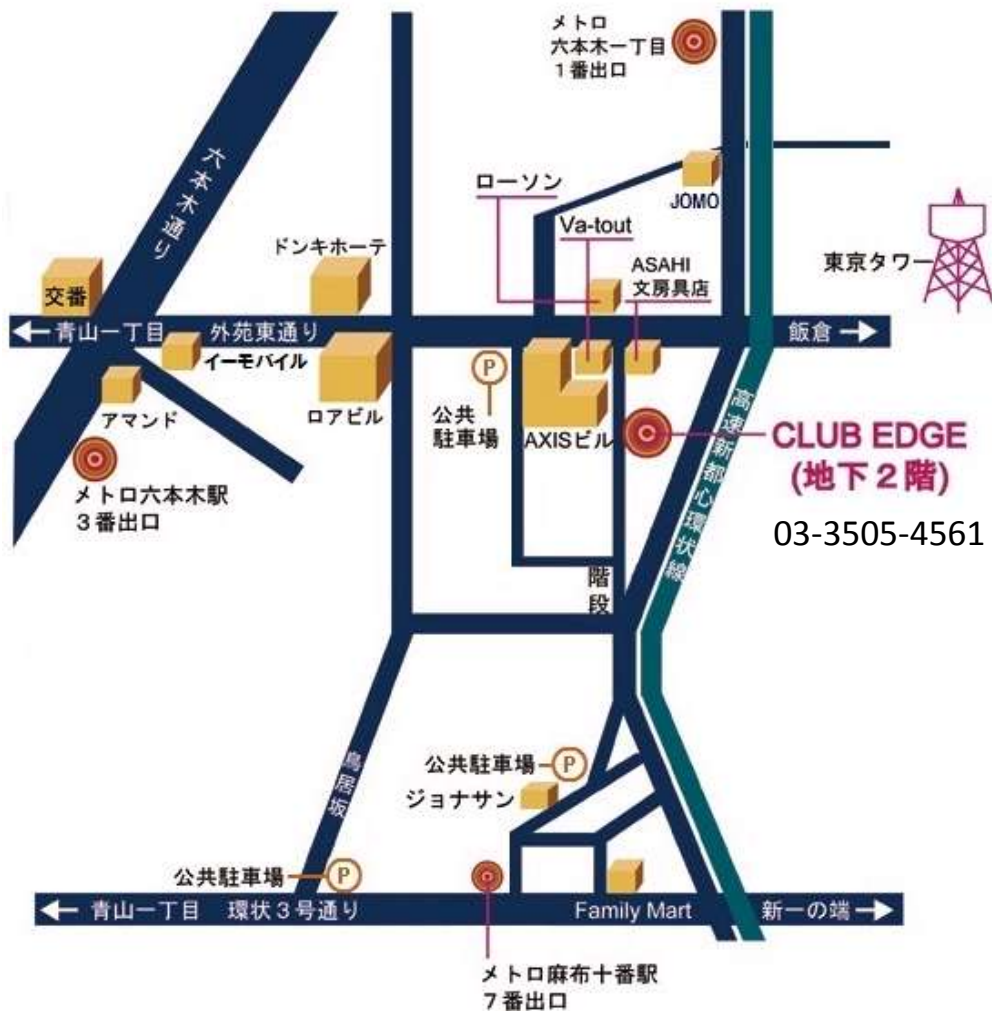 メトロ
六本木一丁目
１番出口
六本木通り
ローソン
JOMO
Va-tout
ドンキホーテ
ASAHI
文房具店
東京タワー
交番
青山一丁目
外苑東通り
飯倉
イーモバイル
アマンド
ロアビル
P
公共
駐車場
AXISビル
高速新都心環状線
CLUB EDGE
(地下２階)
03-3505-4561
メトロ六本木駅
３番出口
階段
鳥居坂
公共駐車場
P
ジョナサン
公共駐車場
P
青山一丁目
環状３号通り
Family Mart
新一の端
メトロ麻布十番駅
７番出口